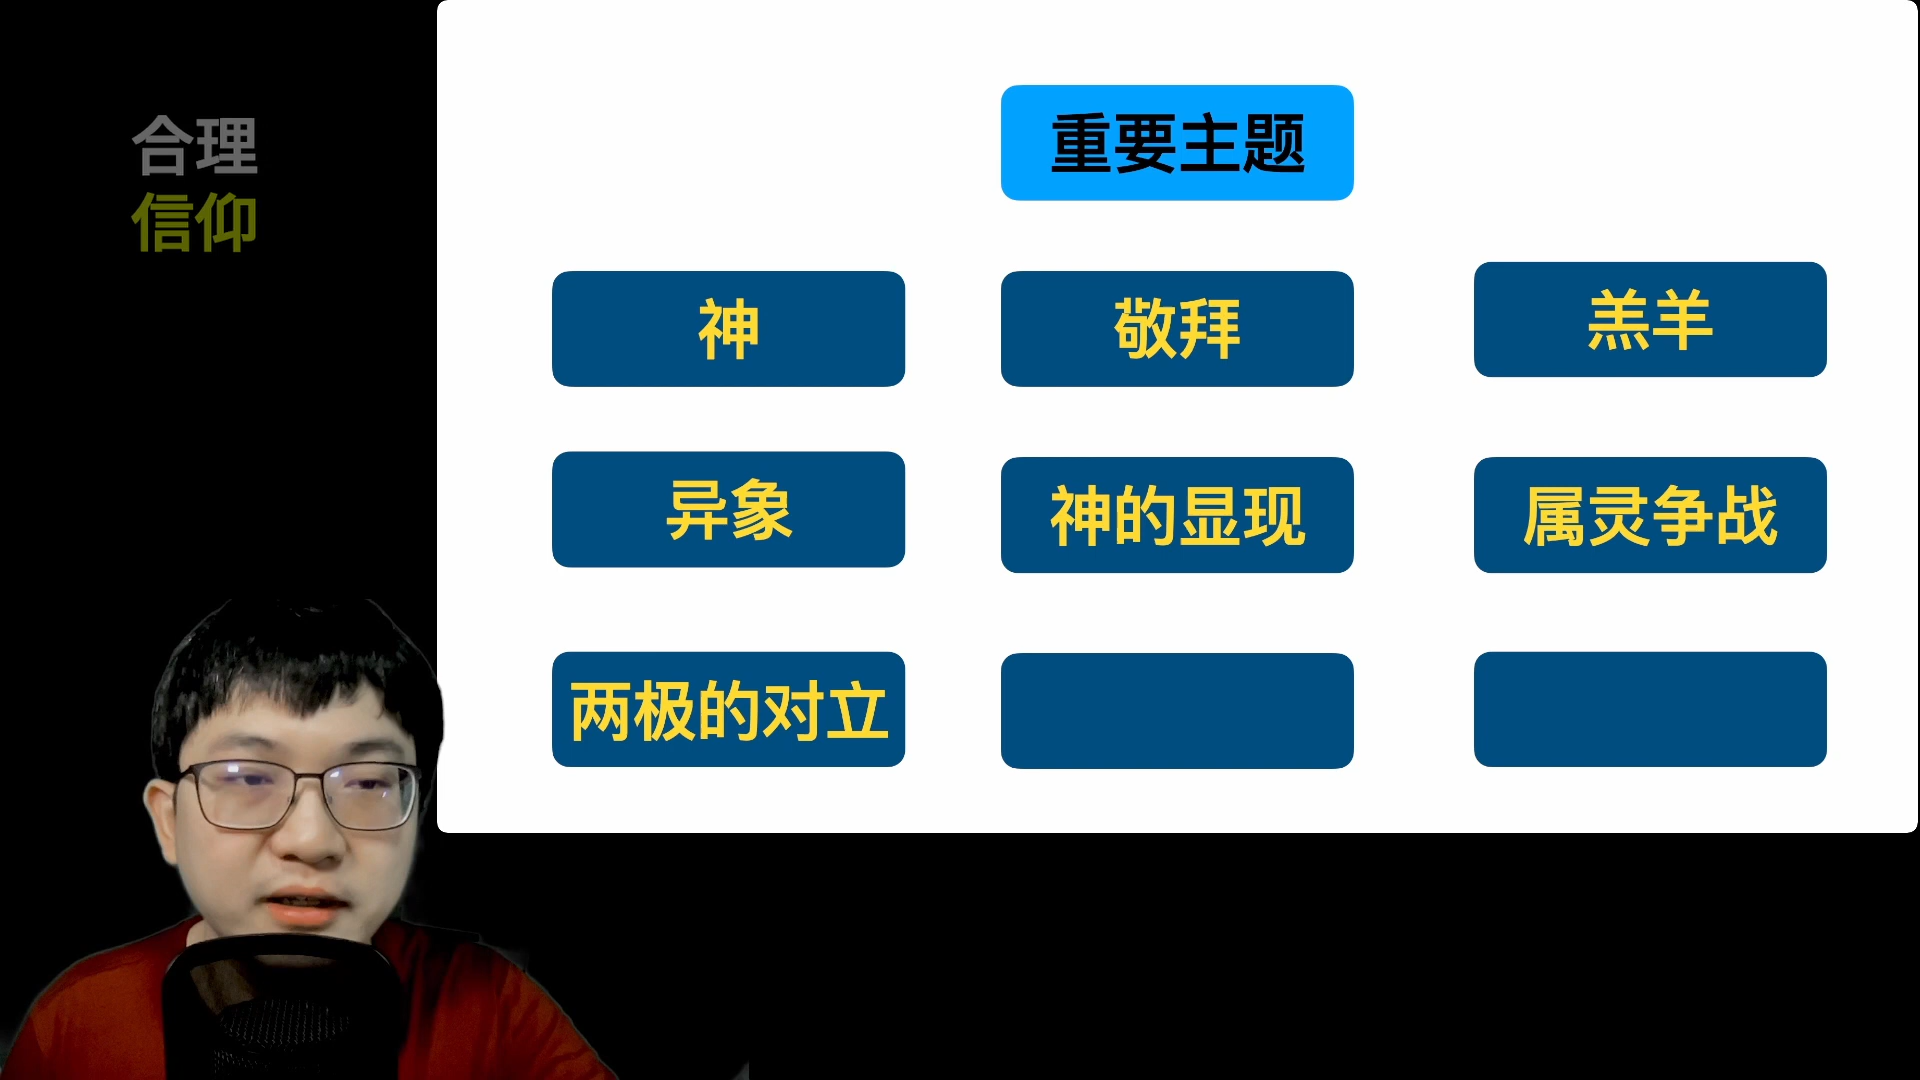 合理
信仰
重要主题
神
敬拜
羔羊
异象
神的显现
属灵争战
两极的对立